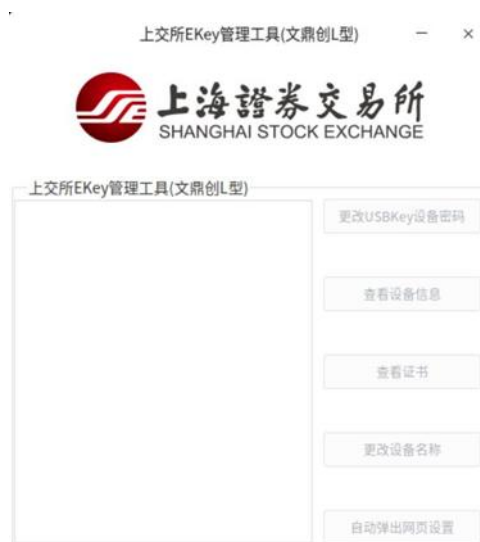 上交所EKey管理工具(文鼎创L型)
上海證券交易所
SHANGHAI STOCK EXCHANGE
上交所EKey管理工具(文鼎创L型)
更改USBKey设备密码
查看设备信息
查看证书
更改设备名称
自动弹出网页设置